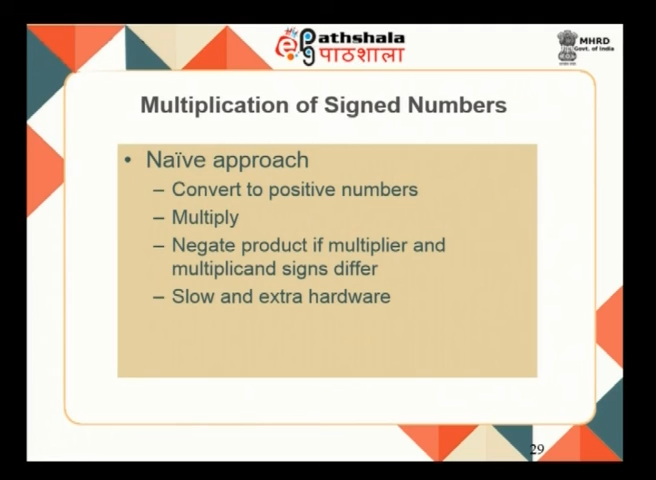 epg pathshala
पाठशाला
MHRD
Govt. of India
Multiplication of Signed Numbers
• Naïve approach
– Convert to positive numbers
– Multiply
– Negate product if multiplier and
multiplicand signs differ
– Slow and extra hardware
29